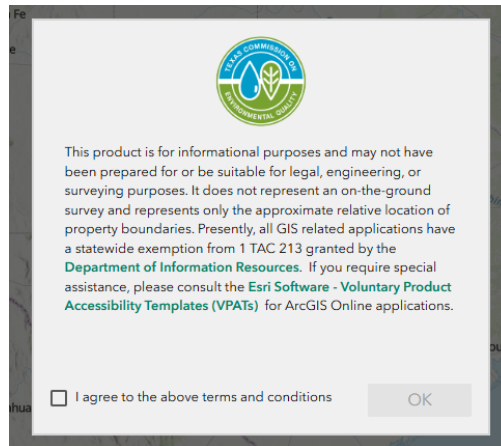 a Fe
e
TEXAS COMMISSION ON
ENVIRONMENTAL QUALITY
This product is for informational purposes and may not have
been prepared for or be suitable for legal, engineering, or
surveying purposes. It does not represent an on-the-ground
survey and represents only the approximate relative location of
property boundaries. Presently, all GIS related applications have
a statewide exemption from 1 TAC 213 granted by the
Department of Information Resources. If you require special
assistance, please consult the Esri Software - Voluntary Product
Accessibility Templates (VPATs) for ArcGIS Online applications.
ou
hua
I agree to the above terms and conditions
OK